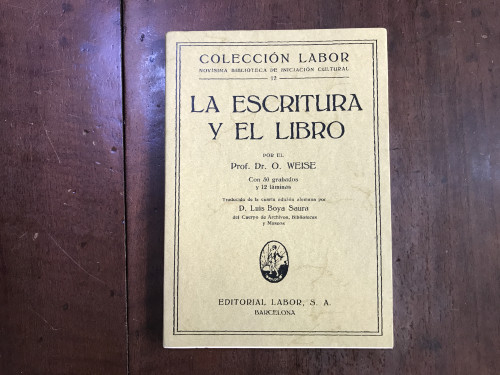 COLECCIÓN LABOR
NOVÍSIMA BIBLIOTECA DE INICIACIÓN CULTURAL
12
LA ESCRITURA
Y EL LIBRO
POR EL
Prof. Dr. O. WEISE
Con 36 grabados
y 12 láminas
Traducido de la cuarta edición alemana por
D. Luis Boya Saura
del Cuerpo de Archivos, Bibliotecas
y Museos
EDITORIAL LABOR, S. A.
BARCELONA